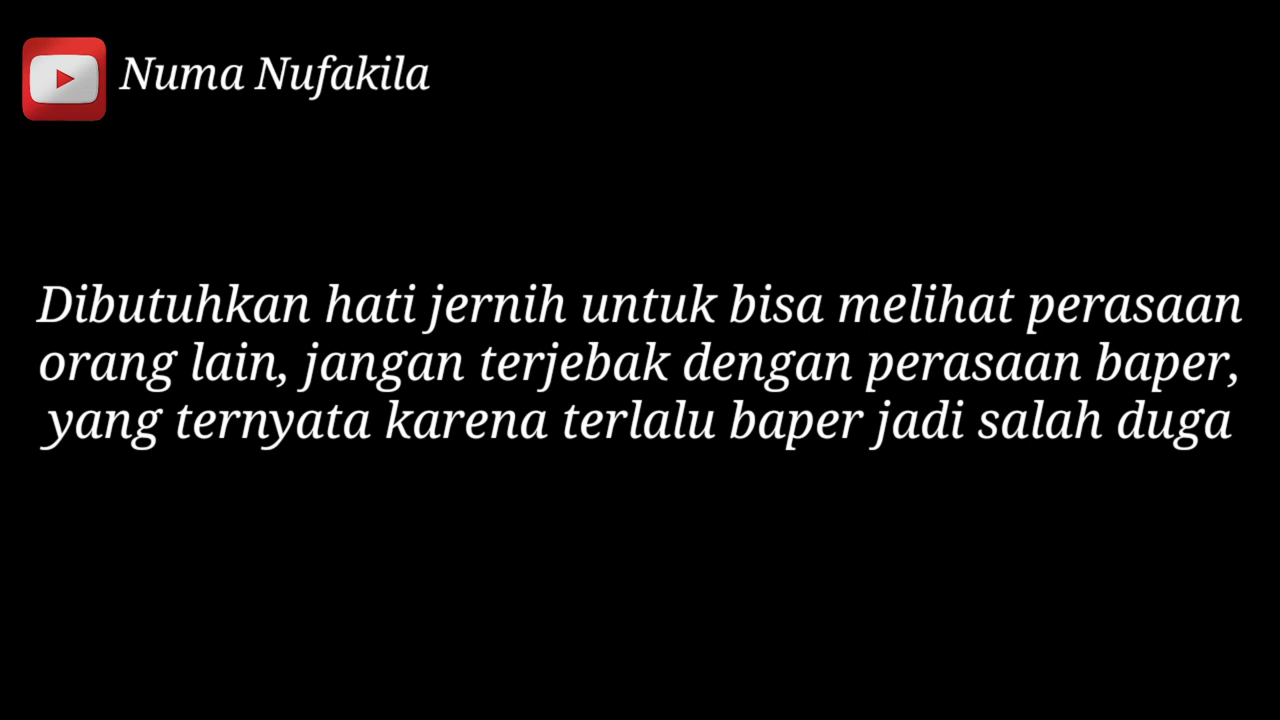 Numa Nufakila
Dibutuhkan hati jernih untuk bisa melihat perasaan
orang lain, jangan terjebak dengan perasaan baper,
yang ternyata karena terlalu baper jadi salah duga